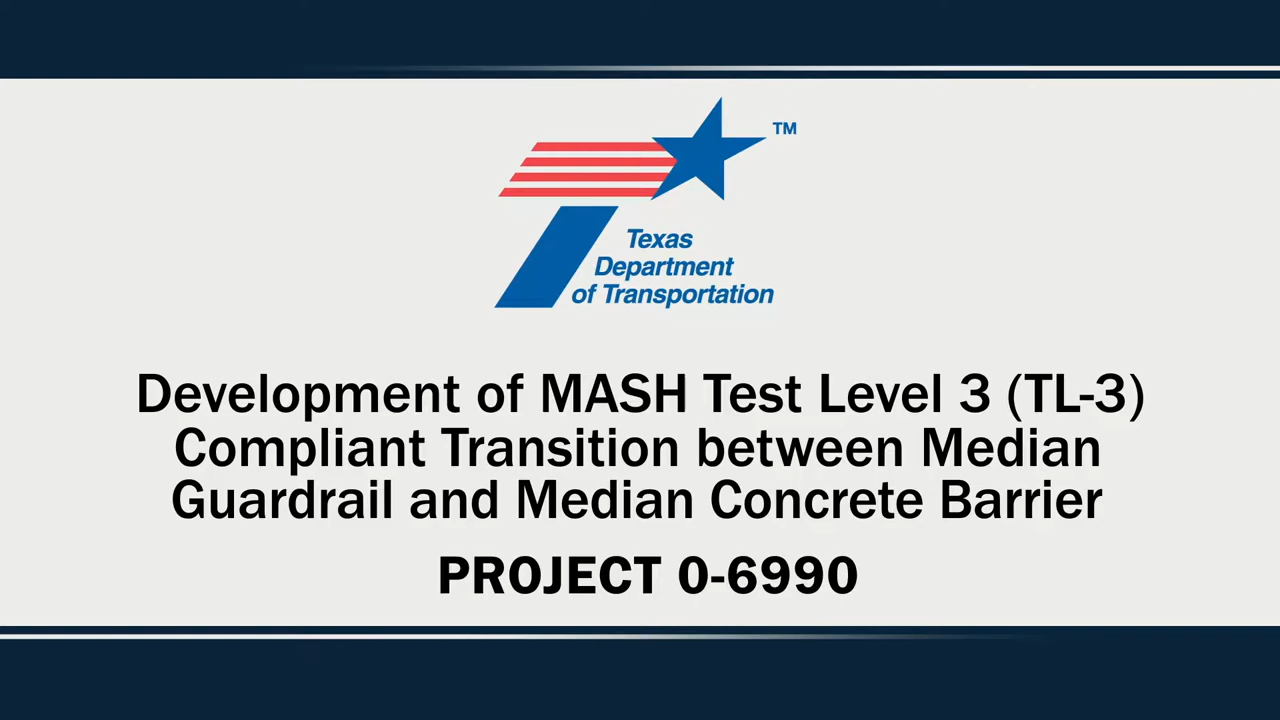 TM
Texas
Department
of Transportation
Development of MASH Test Level 3 (TL-3)
Compliant Transition between Median
Guardrail and Median Concrete Barrier
PROJECT 0-6990